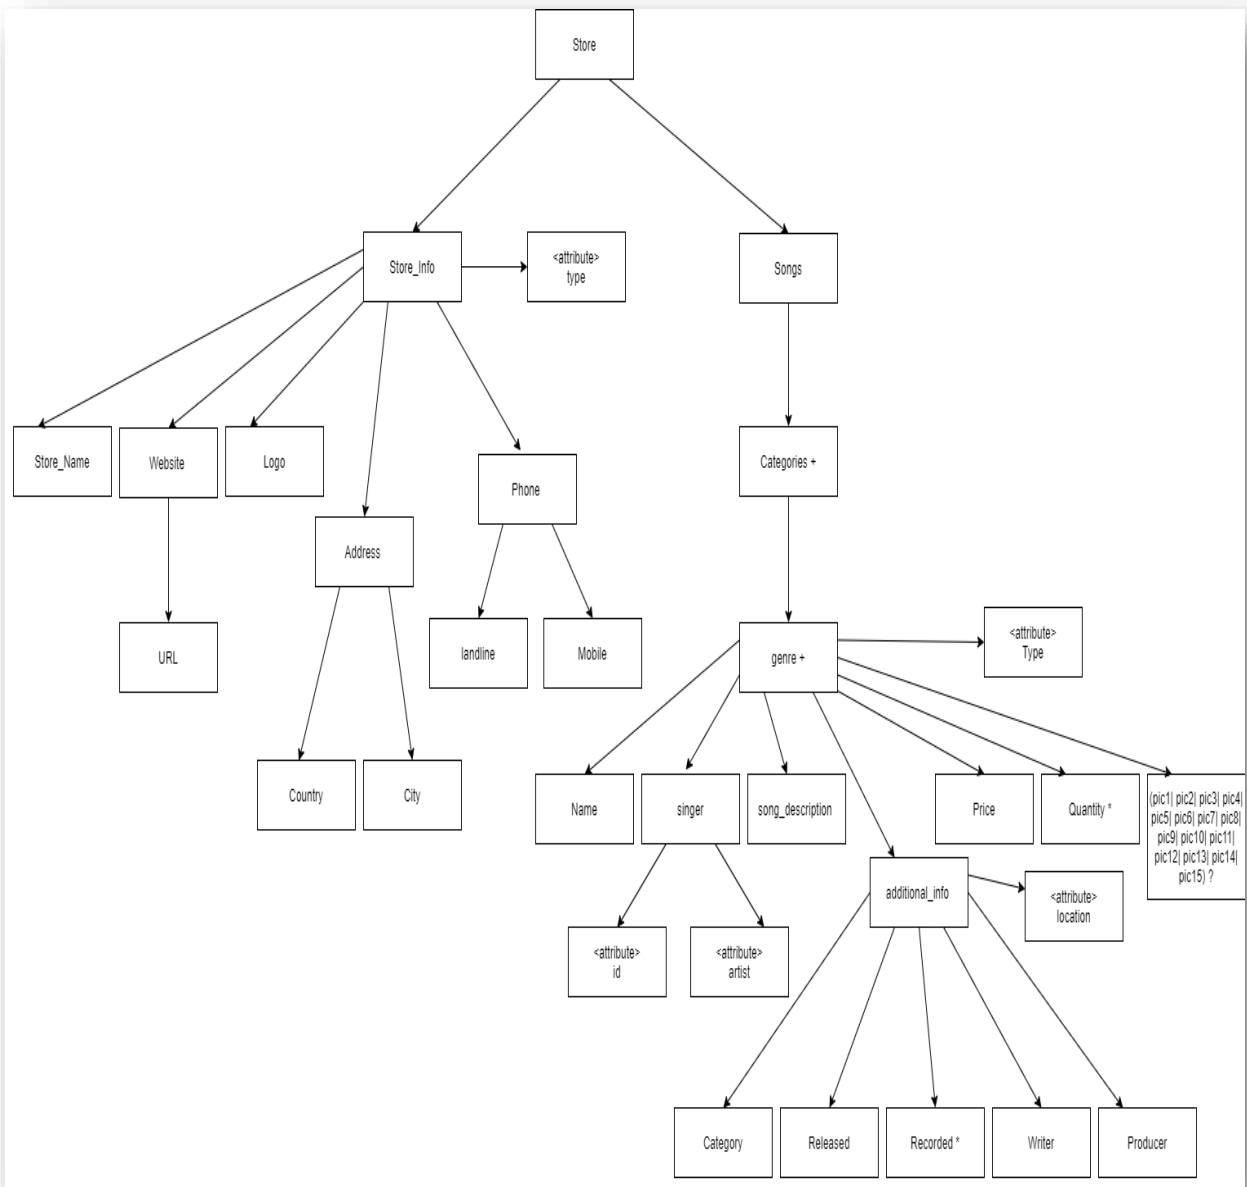 Store
Store_Info
<attribute>
type
Songs
Store_Name
Website
Logo
Categories +
Phone
Address
URL
landline
Mobile
genre +
<attribute>
Type
Country
City
Name
singer
song_description
Price
Quantity *
(pic1| pic2| pic3| pic4|
pic5| pic6| pic7| pic8|
pic9| pic10| pic11|
pic12| pic13| pic14|
pic15) ?
additional_info
<attribute>
location
<attribute>
id
<attribute>
artist
Category
Released
Recorded *
Writer
Producer